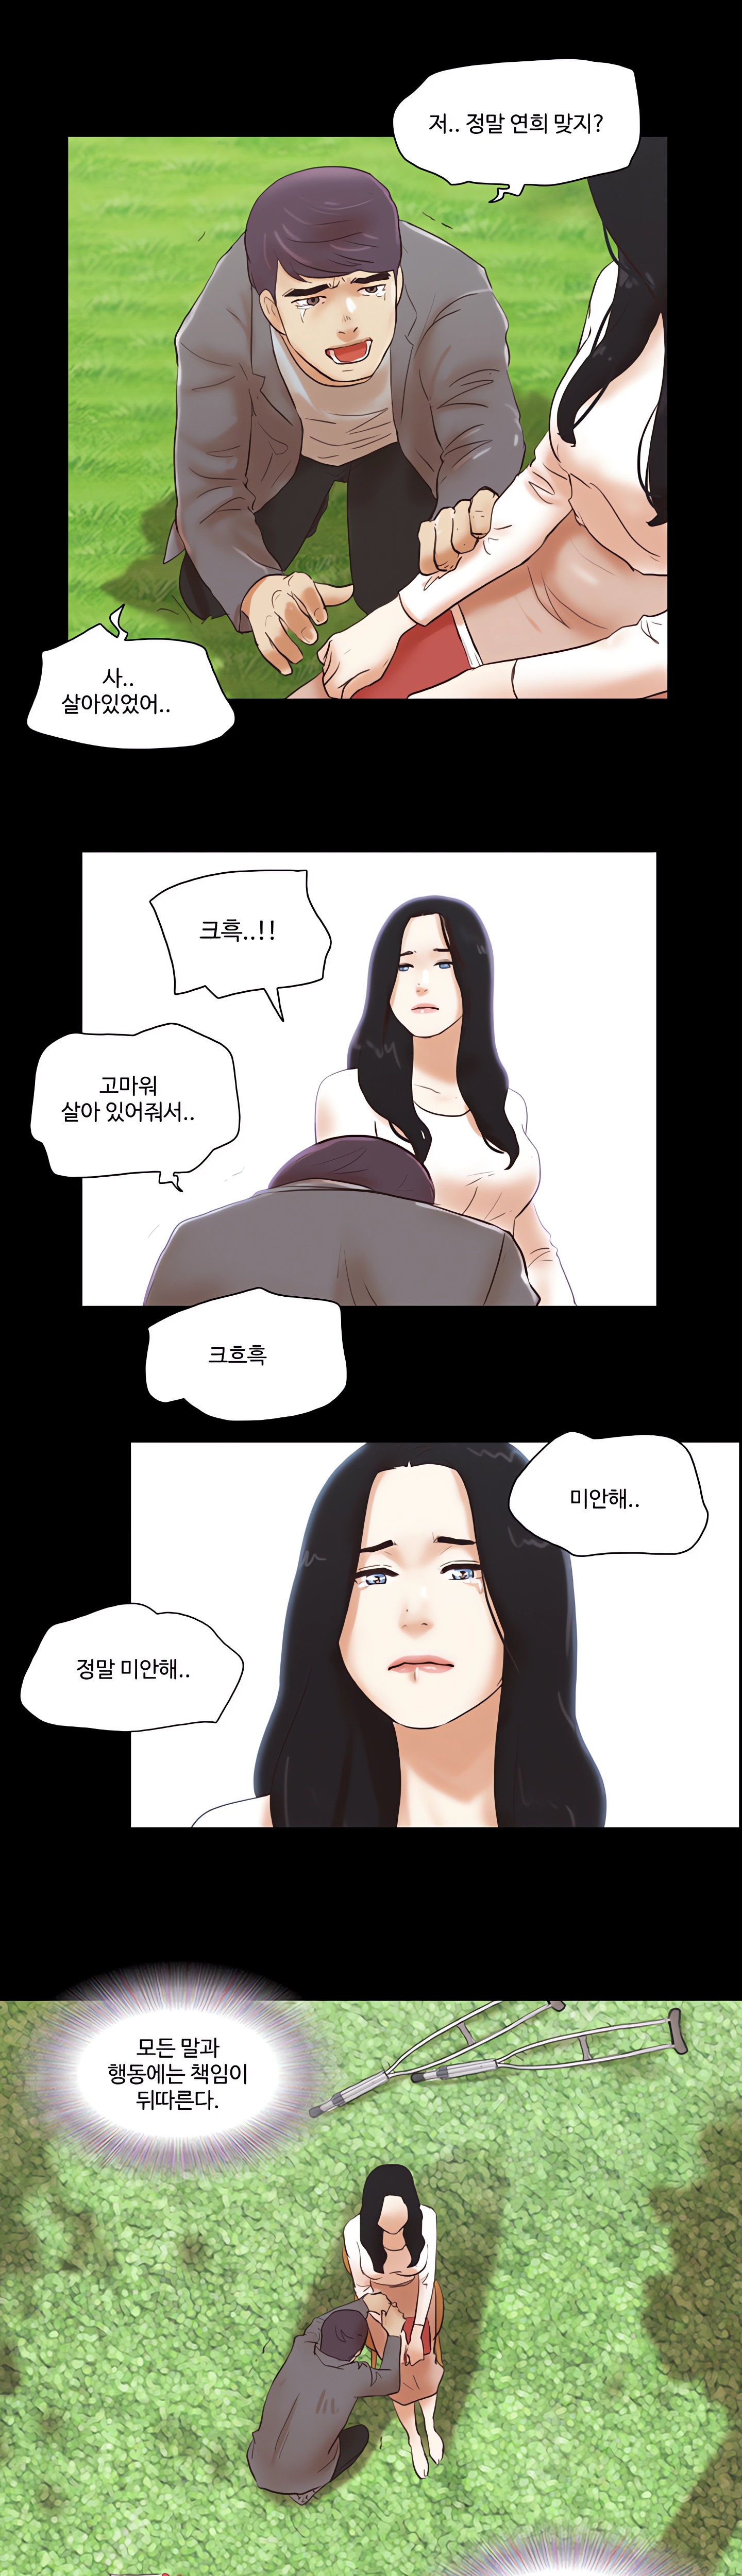 저.. 정말 연희 맞지?
사..
살아있었어..
크흑..!!
고마워
살아 있어줘서..
크흐흑
미안해..
정말 미안해..
모든 말과
행동에는 책임이
뒤따른다.